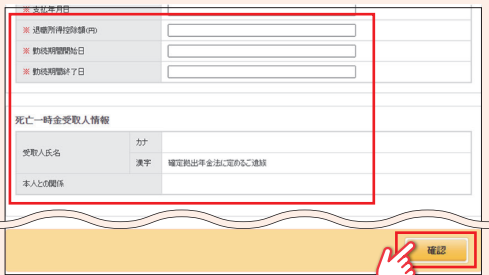 ※ 支払年月日
※ 退職所得控除額(円)
※ 勤続期間開始日
※ 勤続期間終了日
死亡一時金受取人情報
受取人氏名
カナ
漢字 確定拠出年金法に定めるご遺族
本人との関係
確認